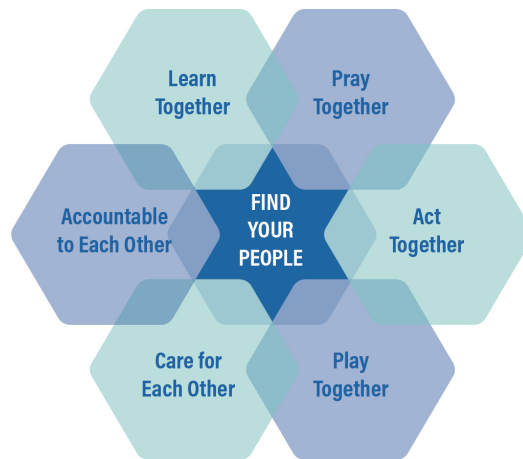 Learn
Together
Pray
Together
Accountable
to Each Other
FIND
YOUR
PEOPLE
Act
Together
Care for
Each Other
Play
Together